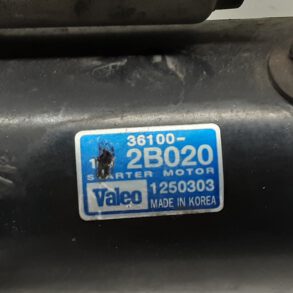 36100-
2B020
STARTER MOTOR
Valeo 1250303
MADE IN KOREA